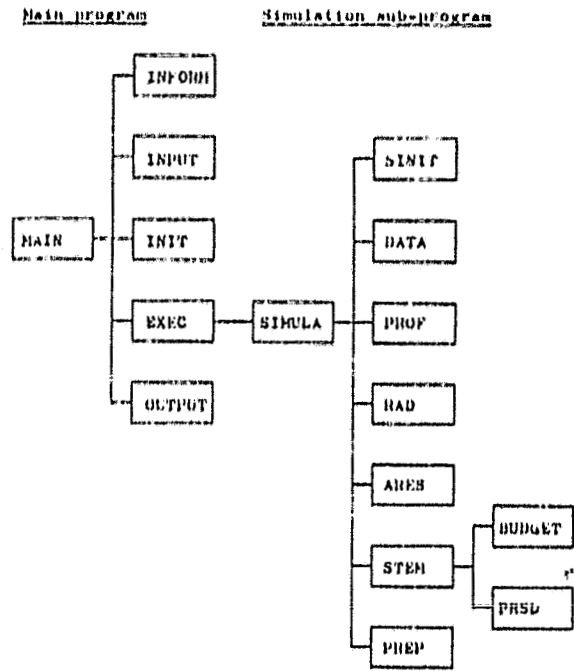 Main program
Simulation sub-program
INFORM
INPUT
MAIN
INIT
EXEC
OUTPUT
SIMULA
SINIT
DATA
PROF
RAD
ARES
STEM
PREP
BUDGET
PRSD